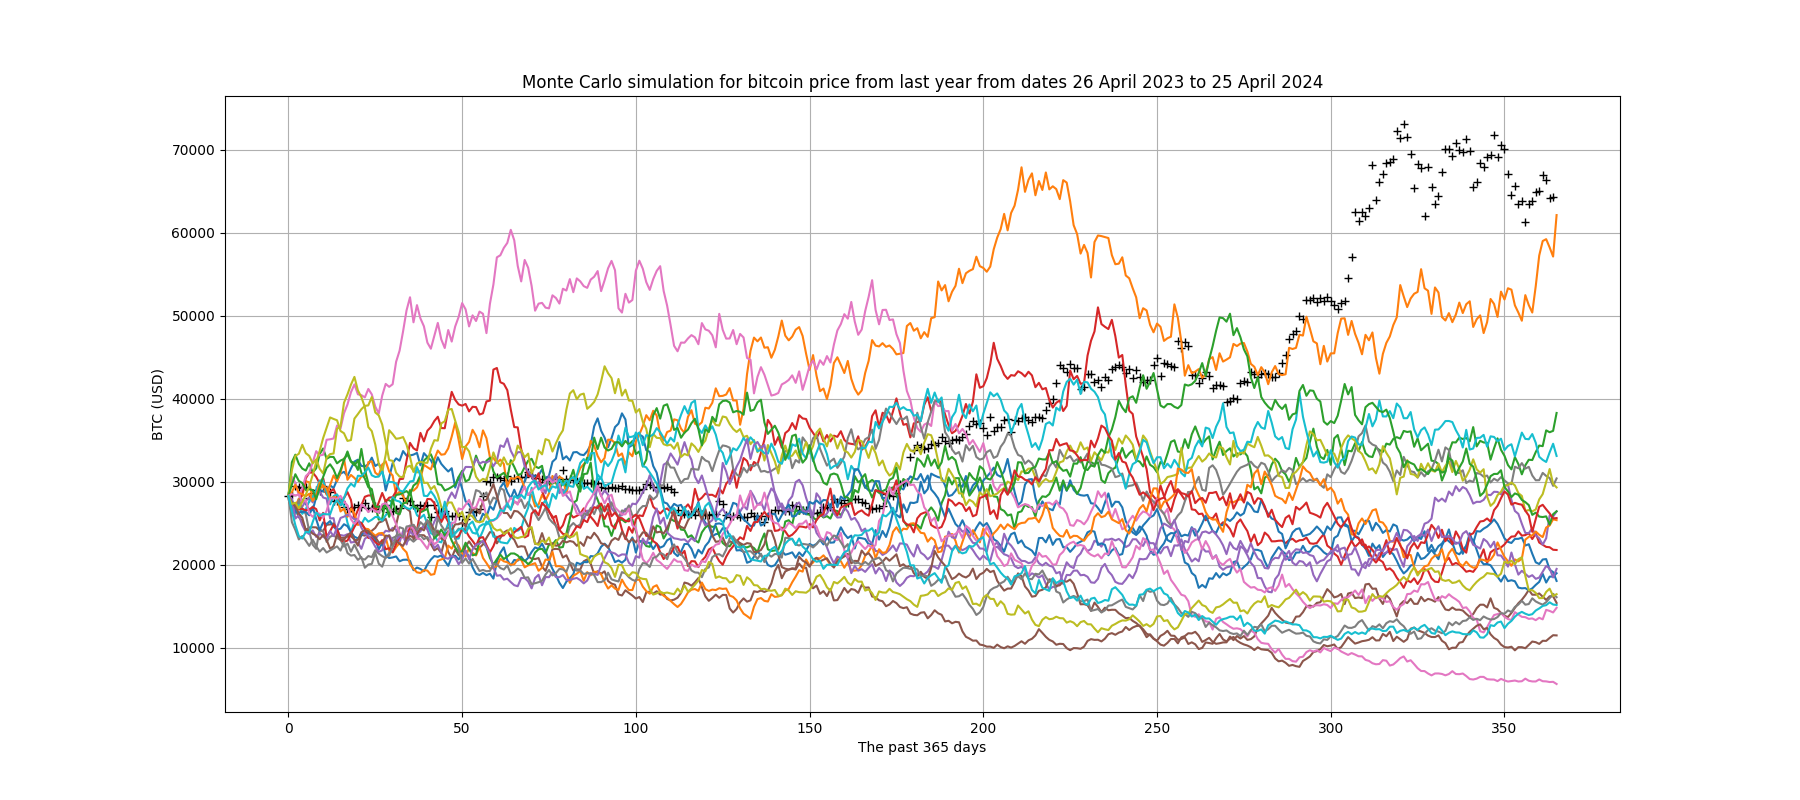 Monte Carlo simulation for bitcoin price from last year from dates 26 April 2023 to 25 April 2024
70000
60000
50000
40000
30000
20000
10000
BTC (USD)
0 50 100 150 200 250 300 350
The past 365 days